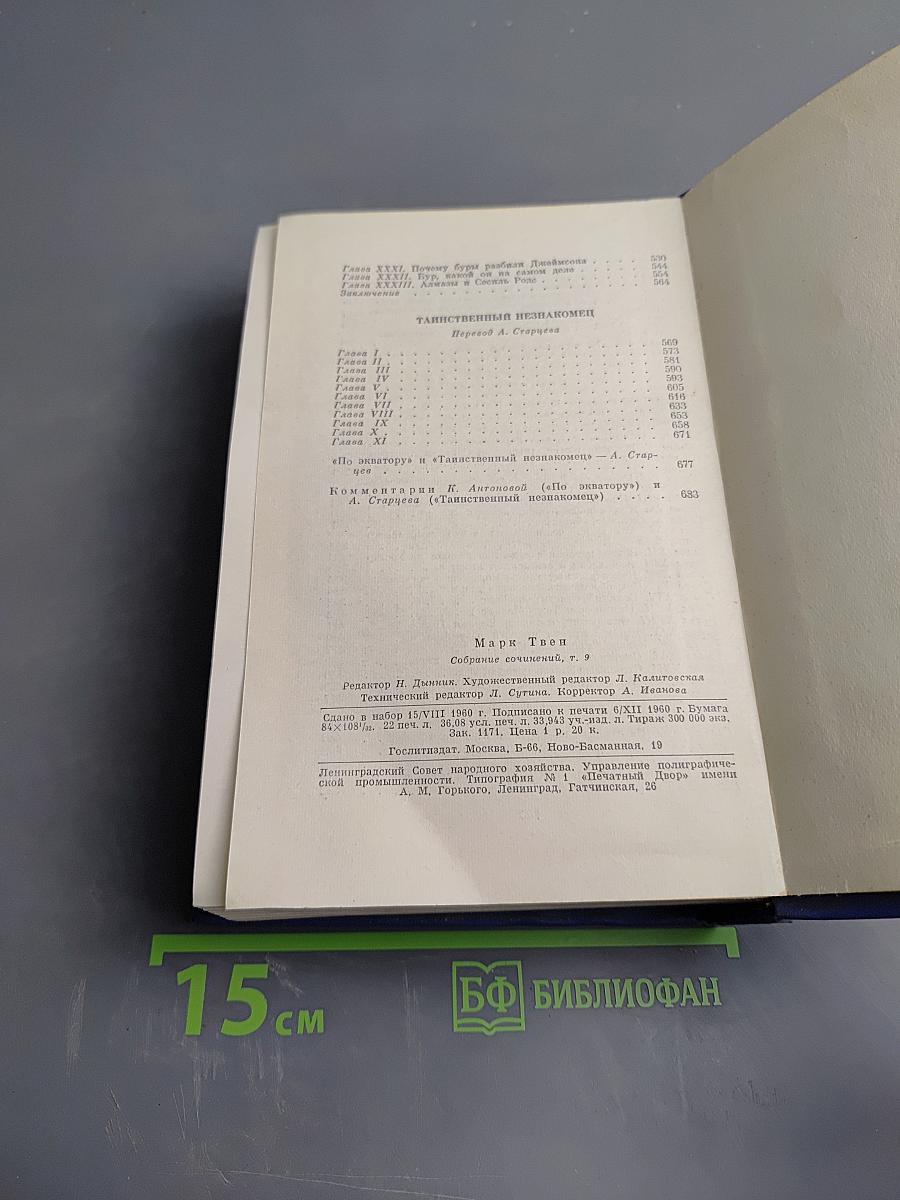 Глава XXXI. Почему буры разбили Джеймсона . . . . 530
Глава XXXII. Бур, какой он на самом деле . . . . . 544
Глава XXXIII. Алмазы и Сесиль Родс . . . . . . . . 554
Заключение . . . . . . . . . . . . . . . . 564
ТАИНСТВЕННЫЙ НЕЗНАКОМЕЦ
Перевод А. Старцева
Глава I . . . . . . . . . . . . . . . . 569
Глава II . . . . . . . . . . . . . . . . 573
Глава III . . . . . . . . . . . . . . . . 581
Глава IV . . . . . . . . . . . . . . . . 590
Глава V . . . . . . . . . . . . . . . . 593
Глава VI . . . . . . . . . . . . . . . . 605
Глава VII . . . . . . . . . . . . . . . . 616
Глава VIII . . . . . . . . . . . . . . . . 633
Глава IX . . . . . . . . . . . . . . . . 653
Глава X . . . . . . . . . . . . . . . . 658
Глава XI . . . . . . . . . . . . . . . . 671
«По экватору» и «Таинственный незнакомец» — А. Стар-
цев . . . . . . . . . . . . . . . . 677
Комментарии К. Антоновой («По экватору») и
А. Старцева («Таинственный незнакомец») . . . . 683
Марк Твен
Собрание сочинений, т. 9
Редактор Н. Дынник. Художественный редактор Л. Калитовская
Технический редактор Л. Сутина. Корректор А. Иванова
Сдано в набор 15/VIII 1960 г. Подписано к печати 6/XII 1960 г. Бумага
84×108¹/₃₂. 22 печ. л. 36,08 усл. печ. л. 33,943 уч.-изд. л. Тираж 300 000 экз.
Зак. 1171. Цена 1 р. 20 к.
Гослитиздат. Москва, Б-66, Ново-Басманная, 19
Ленинградский Совет народного хозяйства. Управление полиграфиче-
ской промышленности. Типография № 1 «Печатный Двор» имени
А. М. Горького, Ленинград, Гатчинская, 26
15 см
БФ БИБЛИОФАН